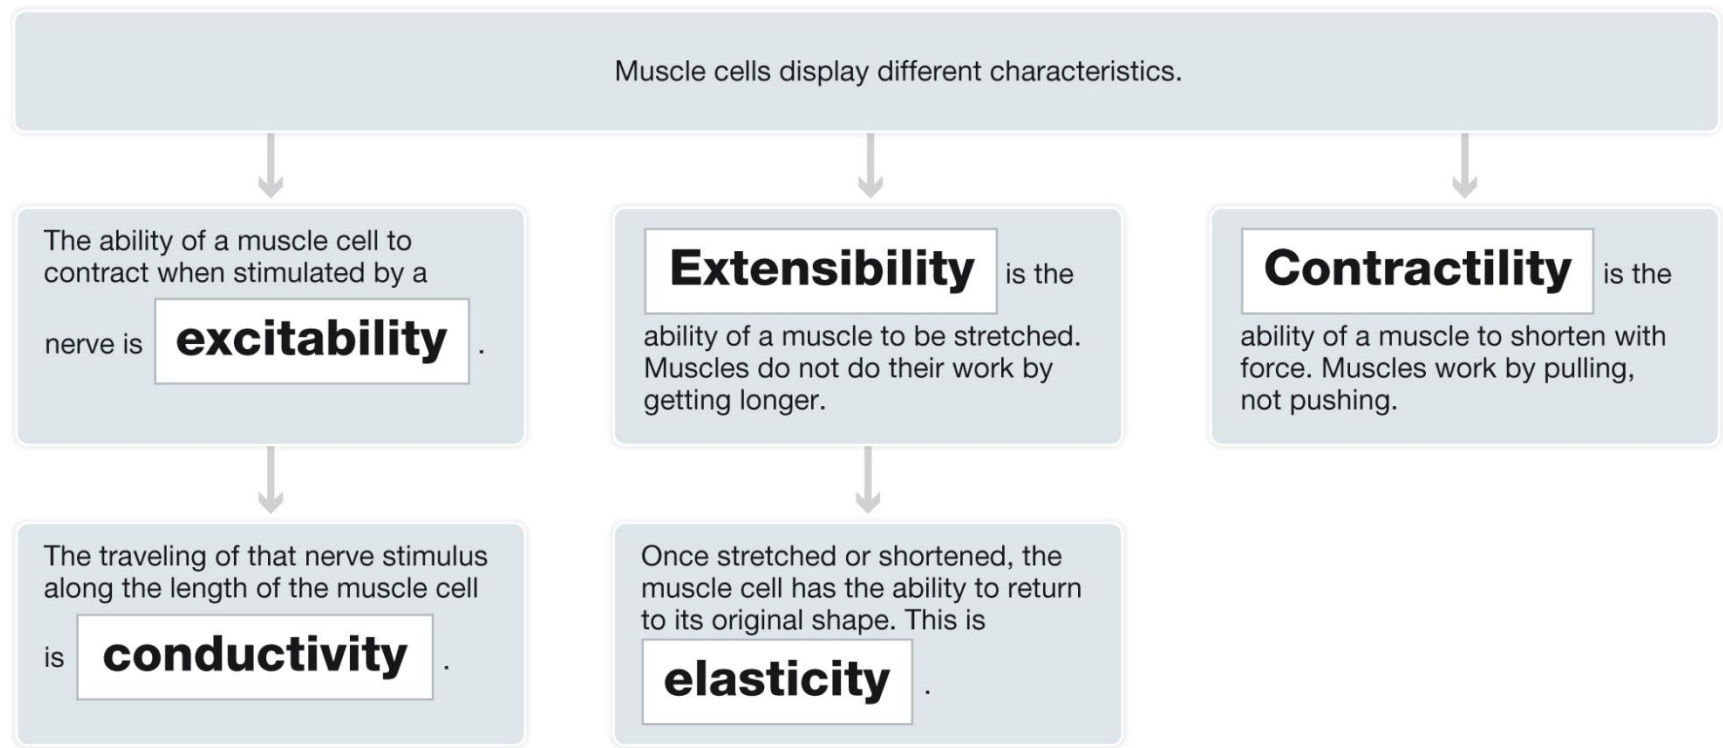 Muscle cells display different characteristics.
The ability of a muscle cell to
contract when stimulated by a
nerve is excitability .
The traveling of that nerve stimulus
along the length of the muscle cell
is conductivity .
Extensibility is the
ability of a muscle to be stretched.
Muscles do not do their work by
getting longer.
Once stretched or shortened, the
muscle cell has the ability to return
to its original shape. This is
elasticity .
Contractility is the
ability of a muscle to shorten with
force. Muscles work by pulling,
not pushing.